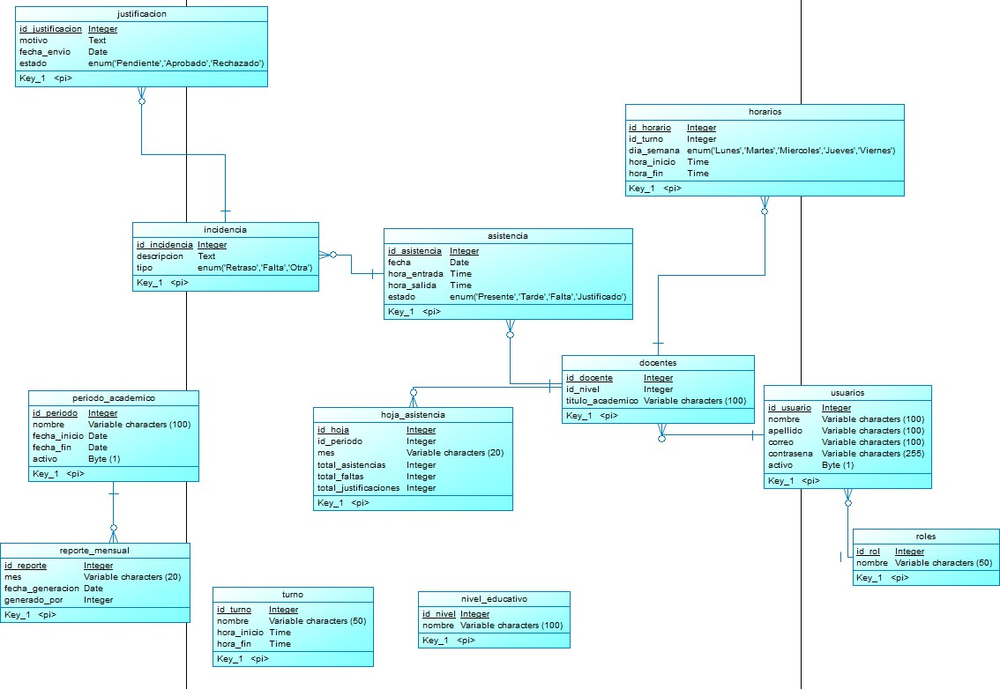 justificacion
id_justificacion Integer
motivo Text
fecha_envio Date
estado enum('Pendiente','Aprobado','Rechazado')
Key_1 <pi>
horarios
id_horario Integer
id_turno Integer
dia_semana enum('Lunes','Martes','Miercoles','Jueves','Viernes')
hora_inicio Time
hora_fin Time
Key_1 <pi>
incidencia
id_incidencia Integer
descripcion Text
tipo enum('Retraso','Falta','Otra')
Key_1 <pi>
asistencia
id_asistencia Integer
fecha Date
hora_entrada Time
hora_salida Time
estado enum('Presente','Tarde','Falta','Justificado')
Key_1 <pi>
docentes
id_docente Integer
id_nivel Integer
titulo_academico Variable characters (100)
Key_1 <pi>
usuarios
id_usuario Integer
nombre Variable characters (100)
apellido Variable characters (100)
correo Variable characters (100)
contrasena Variable characters (255)
activo Byte (1)
Key_1 <pi>
periodo_academico
id_periodo Integer
nombre Variable characters (100)
fecha_inicio Date
fecha_fin Date
activo Byte (1)
Key_1 <pi>
hoja_asistencia
id_hoja Integer
id_periodo Integer
mes Variable characters (20)
total_asistencias Integer
total_faltas Integer
total_justificaciones Integer
Key_1 <pi>
roles
id_rol Integer
nombre Variable characters (50)
Key_1 <pi>
reporte_mensual
id_reporte Integer
mes Variable characters (20)
fecha_generacion Date
generado_por Integer
Key_1 <pi>
turno
id_turno Integer
nombre Variable characters (50)
hora_inicio Time
hora_fin Time
Key_1 <pi>
nivel_educativo
id_nivel Integer
nombre Variable characters (100)
Key_1 <pi>